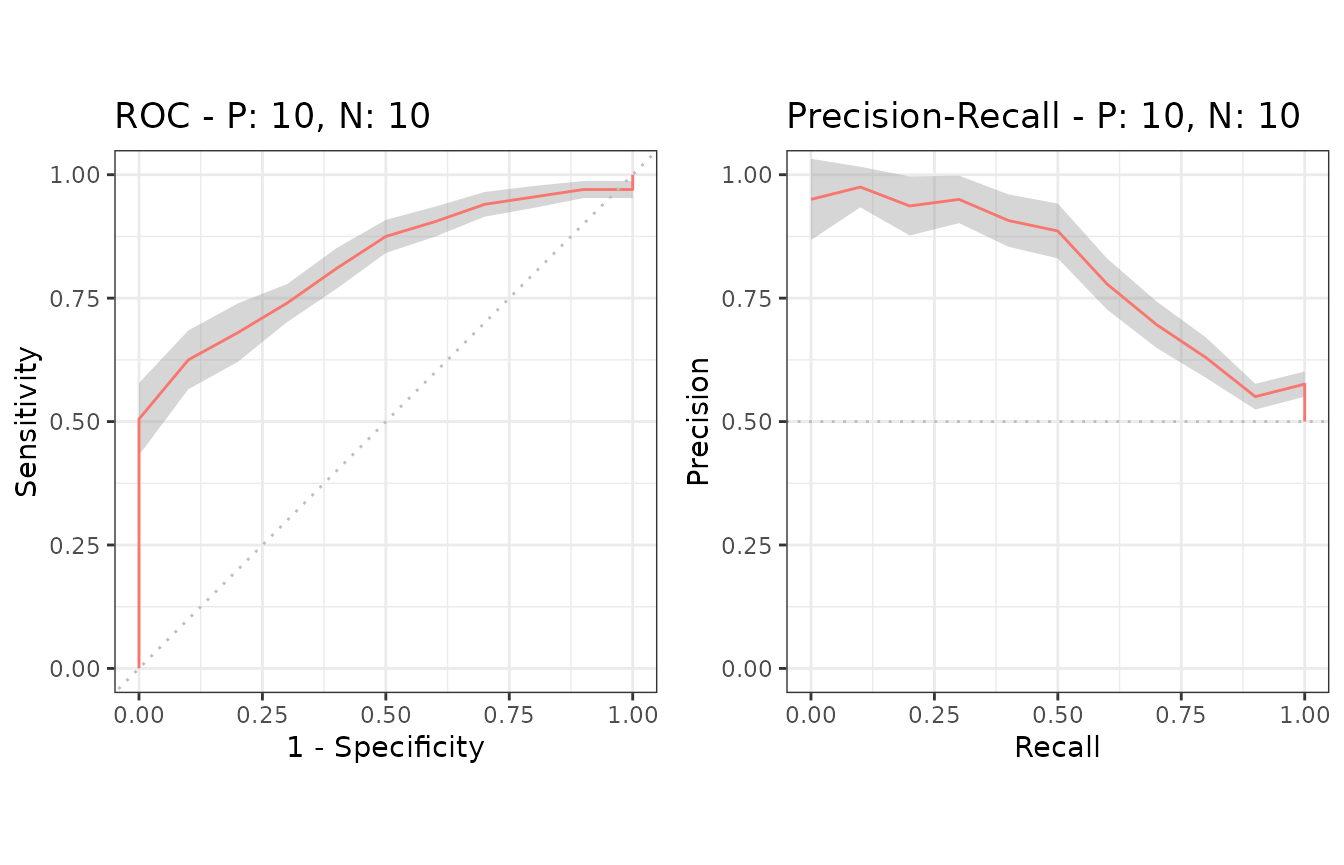 ROC - P: 10, N: 10
1.00
0.75
0.50
0.25
0.00
Sensitivity
0.00 0.25 0.50 0.75 1.00
1 - Specificity
Precision-Recall - P: 10, N: 10
1.00
0.75
0.50
0.25
0.00
Precision
0.00 0.25 0.50 0.75 1.00
Recall